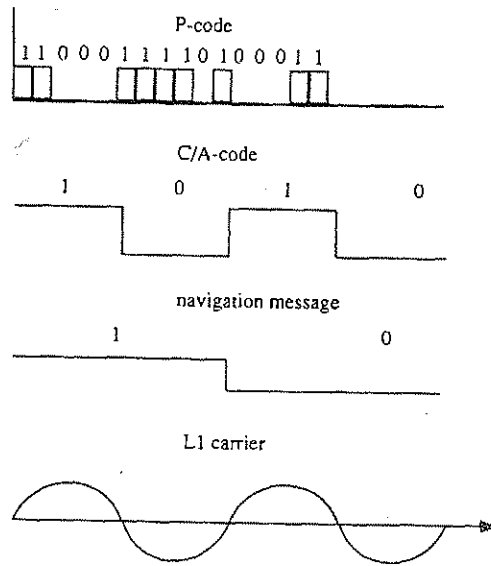 P-code
1 1 0 0 0 1 1 1 1 0 1 0 0 0 1 1
C/A-code
1 0 1 0
navigation message
1 0
L1 carrier